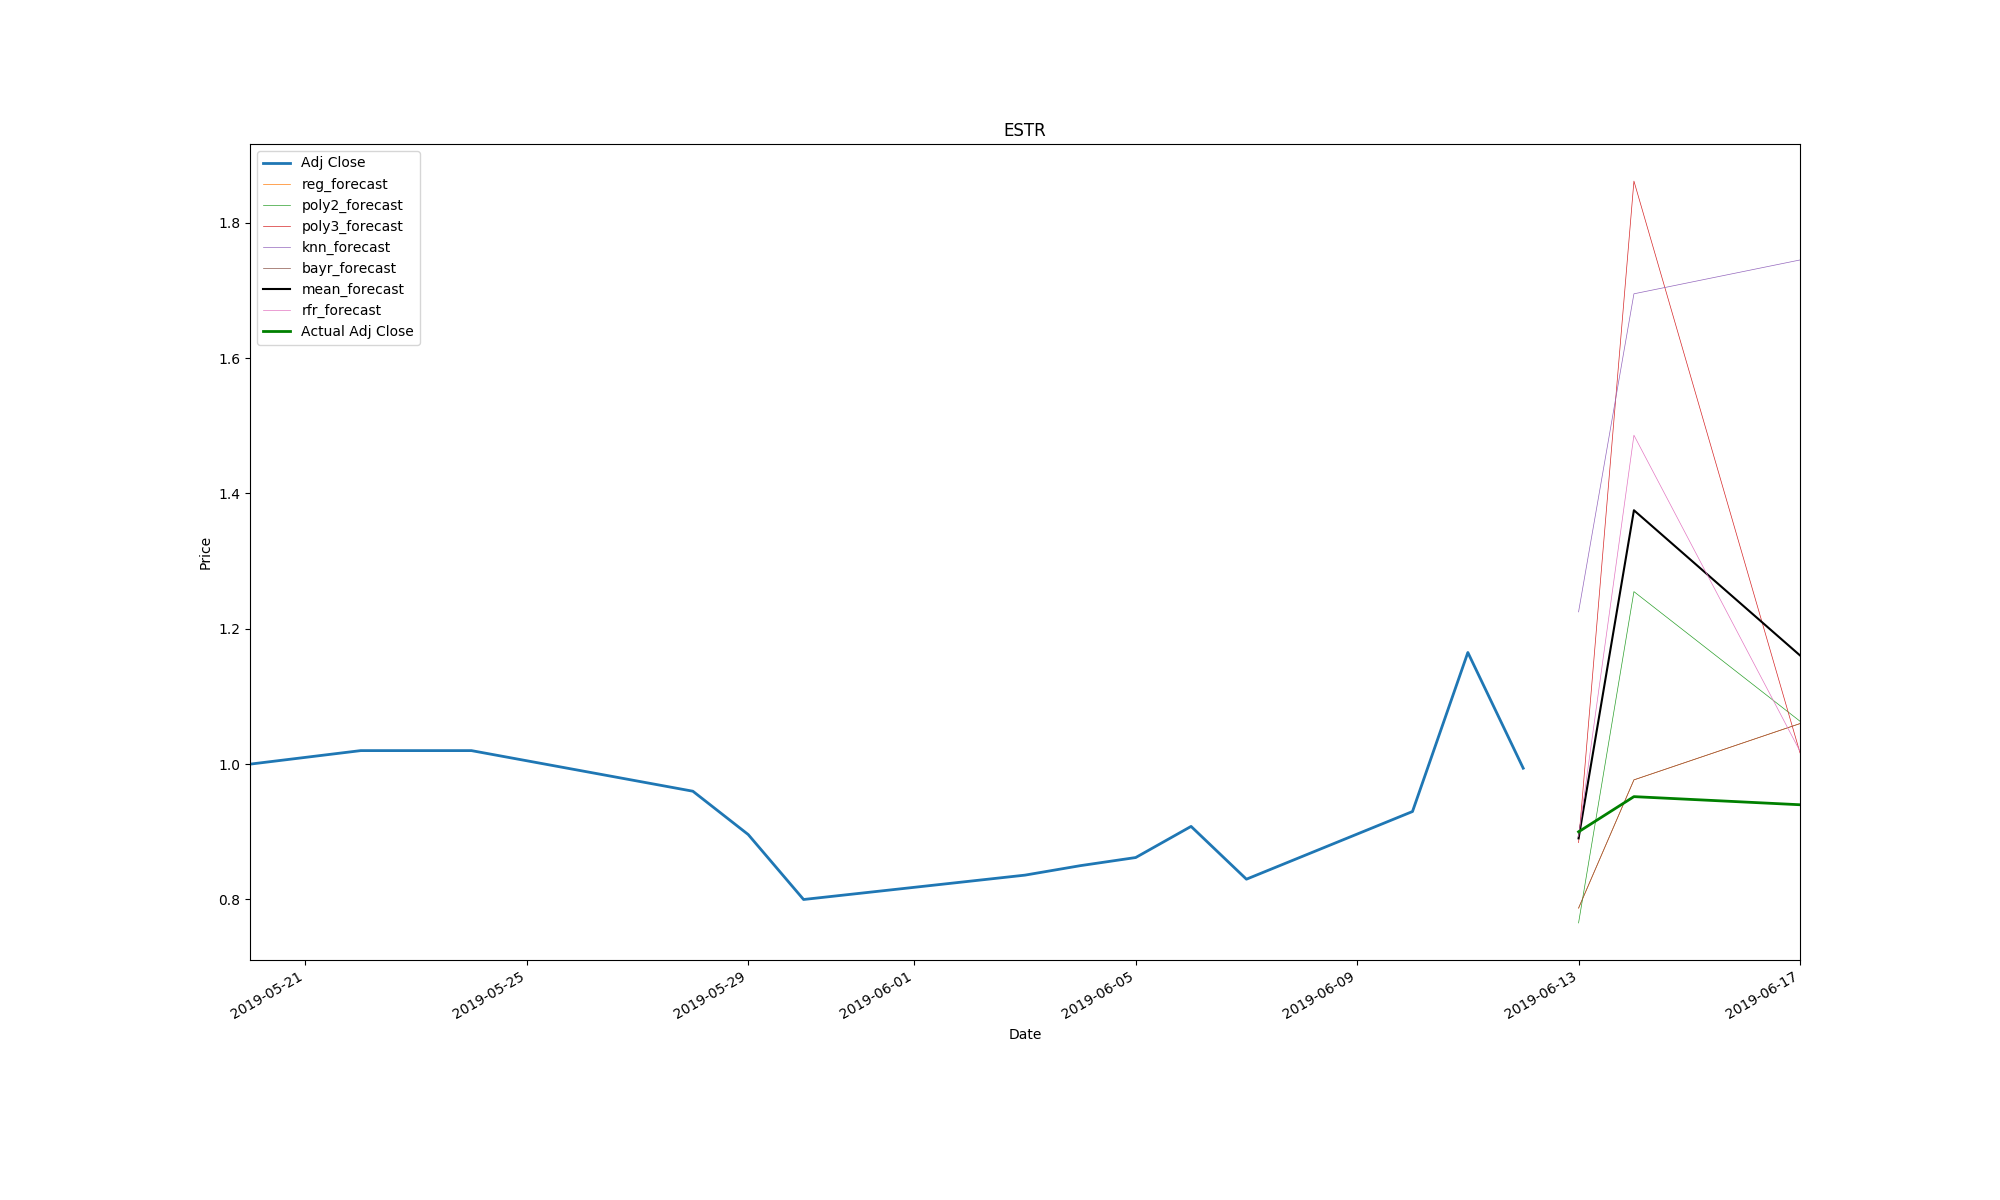 ESTR
Adj Close
reg_forecast
poly2_forecast
poly3_forecast
knn_forecast
bayr_forecast
mean_forecast
rfr_forecast
Actual Adj Close
1.8
1.6
1.4
1.2
1.0
0.8
Price
2019-05-21
2019-05-25
2019-05-29
2019-06-01
2019-06-05
2019-06-09
2019-06-13
2019-06-17
Date